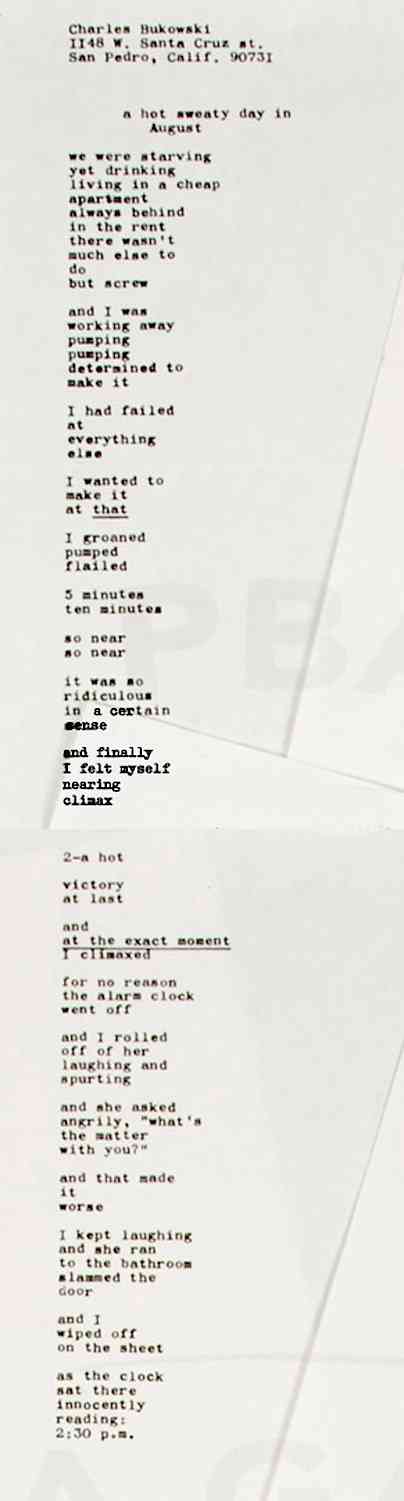 Charles Bukowski
1148 W. Santa Cruz st.
San Pedro, Calif. 90731
a hot sweaty day in
August
we were starving
yet drinking
living in a cheap
apartment
always behind
in the rent
there wasn't
much else to
do
but screw
and I was
working away
pumping
pumping
determined to
make it
I had failed
at
everything
else
I wanted to
make it
at that
I groaned
pumped
flailed
5 minutes
ten minutes
so near
so near
it was so
ridiculous
in a certain
sense
and finally
I felt myself
nearing
climax
2-a hot
victory
at last
and
at the exact moment
I climaxed
for no reason
the alarm clock
went off
and I rolled
off of her
laughing and
spurting
and she asked
angrily, "what's
the matter
with you?"
and that made
it
worse
I kept laughing
and she ran
to the bathroom
slammed the
door
and I
wiped off
on the sheet
as the clock
sat there
innocently
reading:
2:30 p.m.